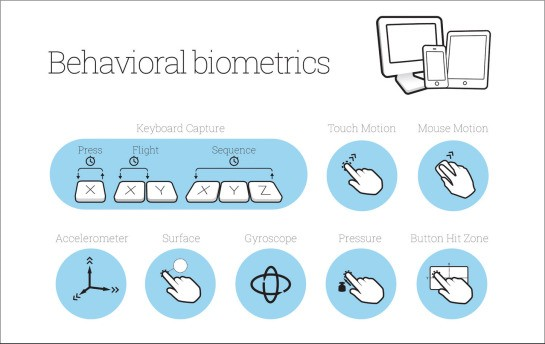 Behavioral biometrics
Keyboard Capture
Touch Motion
Mouse Motion
Press
Flight
Sequence
X
X Y
X Y Z
Accelerometer
Surface
Gyroscope
Pressure
Button Hit Zone